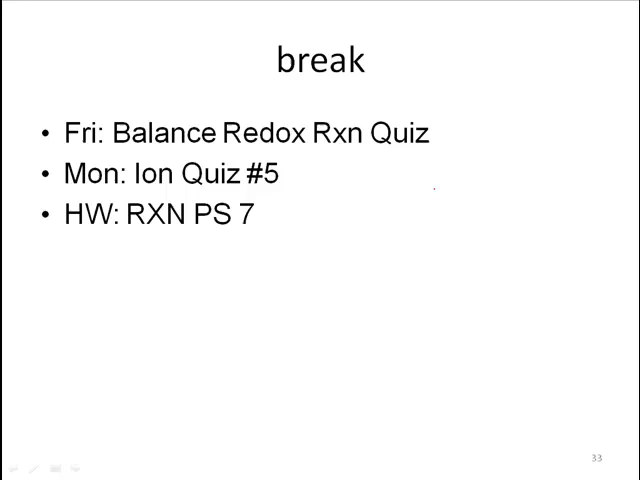 break
• Fri: Balance Redox Rxn Quiz
• Mon: Ion Quiz #5
• HW: RXN PS 7
33